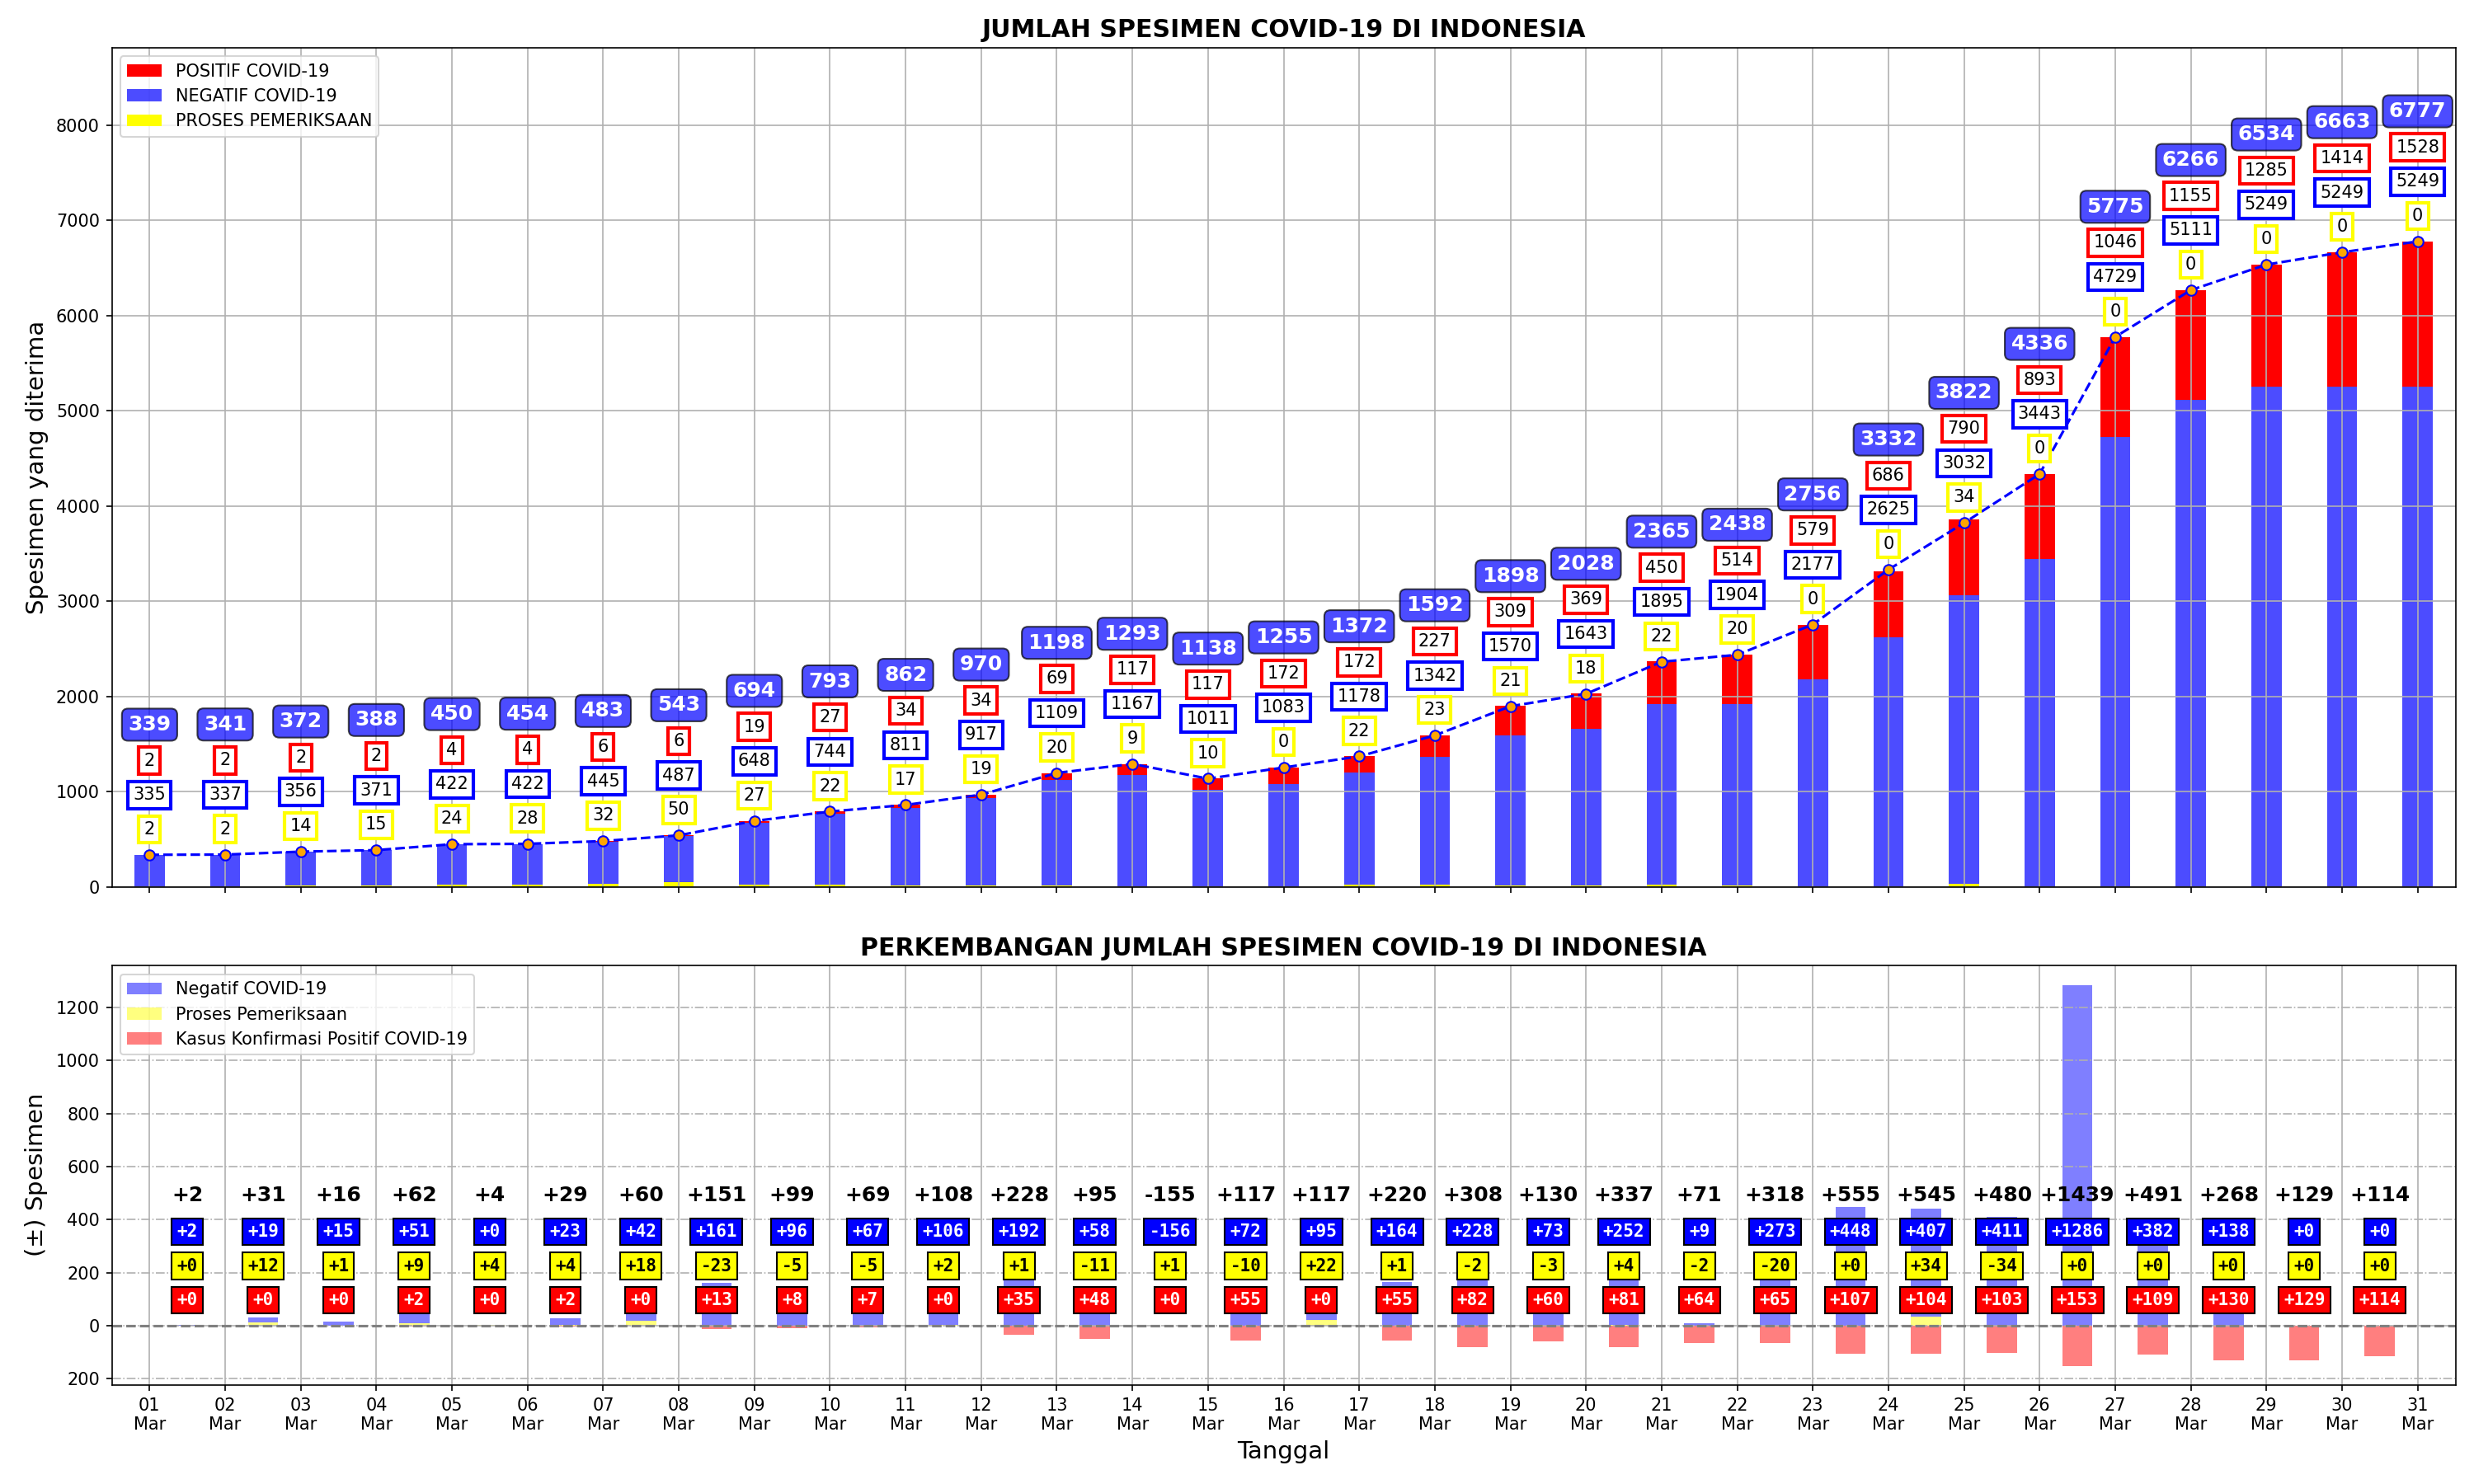 JUMLAH SPESIMEN COVID-19 DI INDONESIA
POSITIF COVID-19
NEGATIF COVID-19
PROSES PEMERIKSAAN
Spesimen yang diterima
8000
7000
6000
5000
4000
3000
2000
1000
0
339 341 372 388 450 454 483 543 694 793 862 970 1198 1293 1138 1255 1372 1592 1898 2028 2365 2438 2756 3332 3822 4336 5775 6266 6534 6663 6777
2 2 2 2 4 4 6 6 19 27 34 34 69 117 117 172 172 227 309 369 450 514 579 686 790 893 1046 1155 1285 1414 1528
335 337 356 371 422 422 445 487 648 744 811 917 1109 1167 1011 1083 1178 1342 1570 1643 1895 1904 2177 2625 3032 3443 4729 5111 5249 5249 5249
2 2 14 15 24 28 32 50 27 22 17 19 20 9 10 0 22 23 21 18 22 20 0 0 34 0 0 0 0 0 0
PERKEMBANGAN JUMLAH SPESIMEN COVID-19 DI INDONESIA
Negatif COVID-19
Proses Pemeriksaan
Kasus Konfirmasi Positif COVID-19
(±) Spesimen
1200
1000
800
600
400
200
0
200
+2 +31 +16 +62 +4 +29 +60 +151 +99 +69 +108 +228 +95 -155 +117 +117 +220 +308 +130 +337 +71 +318 +555 +545 +480 +1439 +491 +268 +129 +114
+2 +19 +15 +51 +0 +23 +42 +161 +96 +67 +106 +192 +58 -156 +72 +95 +164 +228 +73 +252 +9 +273 +448 +407 +411 +1286 +382 +138 +0 +0
+0 +12 +1 +9 +4 +4 +18 -23 -5 -5 +2 +1 -11 +1 -10 +22 +1 -2 -3 +4 -2 -20 +0 +34 -34 +0 +0 +0 +0 +0
+0 +0 +0 +2 +0 +2 +0 +13 +8 +7 +0 +35 +48 +0 +55 +0 +55 +82 +60 +81 +64 +65 +107 +104 +103 +153 +109 +130 +129 +114
01 02 03 04 05 06 07 08 09 10 11 12 13 14 15 16 17 18 19 20 21 22 23 24 25 26 27 28 29 30 31
Mar Mar Mar Mar Mar Mar Mar Mar Mar Mar Mar Mar Mar Mar Mar Mar Mar Mar Mar Mar Mar Mar Mar Mar Mar Mar Mar Mar Mar Mar Mar
Tanggal